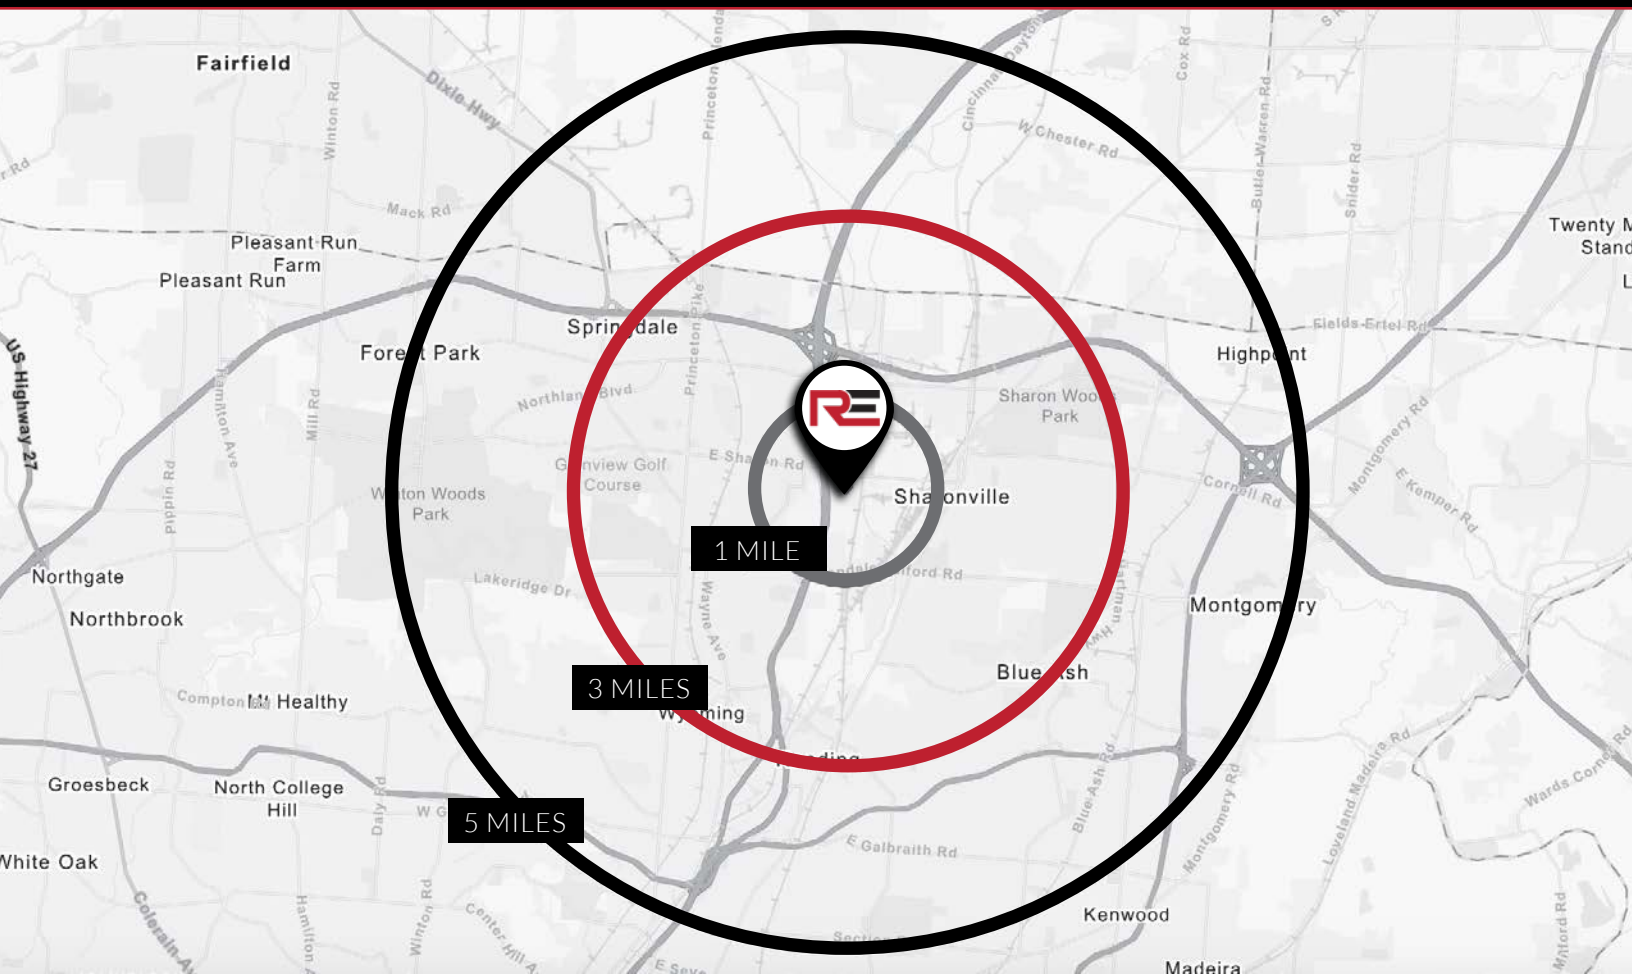 Fairfield
Dixie Hwy
Winton Rd
Cox Rd
W Chester Rd
Butler-Warren Rd
Snider Rd
Mack Rd
Pleasant Run
Farm
Pleasant Run
Twenty M
Stand
Springdale
Princeton Pike
Fields-Ertel Rd
Forest Park
Highpoint
US Highway 27
Hamilton Ave
Mill Rd
Northland Blvd
RE
Sharon Woods
Park
Montgomery Rd
E Sharon Rd
Glenview Golf
Course
Winton Woods
Park
Pippin Rd
Sharonville
Cornell Rd
E Kemper Rd
1 MILE
Northgate
Lakeridge Dr
Northbrook
Wayne Ave
Montgomery
Blue Ash
3 MILES
Compton Rd
Mt Healthy
Wyoming
Groesbeck
North College
Hill
Daly Rd
W G
5 MILES
Blue Ash Rd
Montgomery Rd
Loveland Madeira Rd
Wards Corner Rd
E Galbraith Rd
White Oak
Colerain Av
Hamilton A
Winton Rd
Center Hill A
Kenwood
Section
E Seve
Madeira
Milford Rd